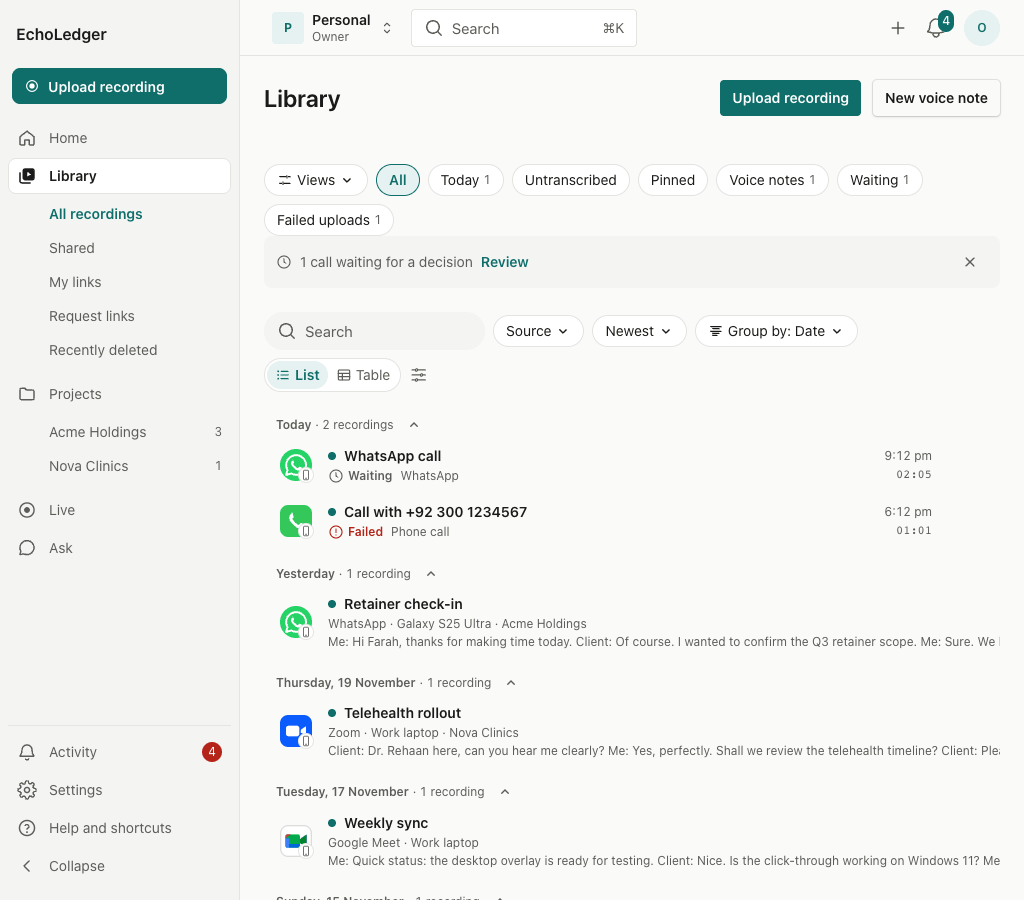 EchoLedger
Upload recording
Home
Library
All recordings
Shared
My links
Request links
Recently deleted
Projects
Acme Holdings 3
Nova Clinics 1
Live
Ask
Activity 4
Settings
Help and shortcuts
Collapse
P Personal
Owner
Search ⌘K
4
O
Library
Upload recording
New voice note
Views All Today 1 Untranscribed Pinned Voice notes 1 Waiting 1
Failed uploads 1
1 call waiting for a decision Review
Search Source Newest Group by: Date
List Table
Today · 2 recordings
WhatsApp call 9:12 pm
Waiting WhatsApp 02:05
Call with +92 300 1234567 6:12 pm
Failed Phone call 01:01
Yesterday · 1 recording
Retainer check-in
WhatsApp · Galaxy S25 Ultra · Acme Holdings
Me: Hi Farah, thanks for making time today. Client: Of course. I wanted to confirm the Q3 retainer scope. Me: Sure. We
Thursday, 19 November · 1 recording
Telehealth rollout
Zoom · Work laptop · Nova Clinics
Client: Dr. Rehaan here, can you hear me clearly? Me: Yes, perfectly. Shall we review the telehealth timeline? Client:
Tuesday, 17 November · 1 recording
Weekly sync
Google Meet · Work laptop
Me: Quick status: the desktop overlay is ready for testing. Client: Nice. Is the click-through working on Windows 11? Me
Sunday, 15 November · 1 recording